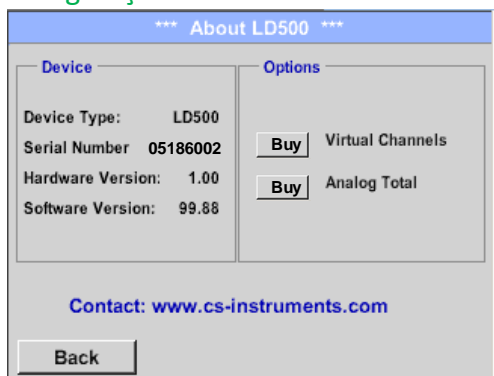 *** About LD500 ***
Device
Device Type: LD500
Serial Number 05186002
Hardware Version: 1.00
Software Version: 99.88
Options
Buy Virtual Channels
Buy Analog Total
Contact: www.cs-instruments.com
Back